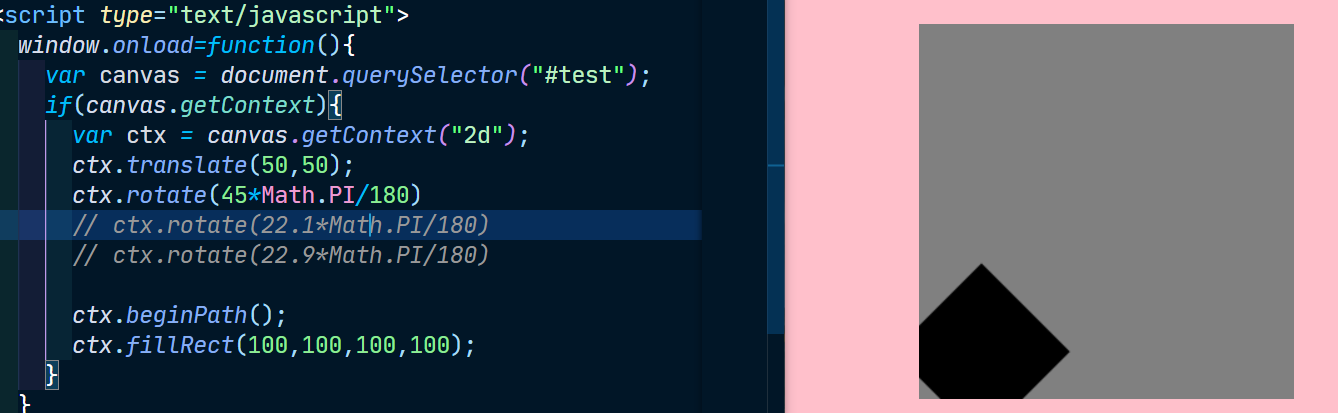 <script type="text/javascript">
window.onload=function(){
var canvas = document.querySelector("#test");
if(canvas.getContext){
var ctx = canvas.getContext("2d");
ctx.translate(50,50);
ctx.rotate(45*Math.PI/180)
// ctx.rotate(22.1*Math.PI/180)
// ctx.rotate(22.9*Math.PI/180)
ctx.beginPath();
ctx.fillRect(100,100,100,100);
}
}